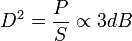 D² = P/S ∝ 3dB